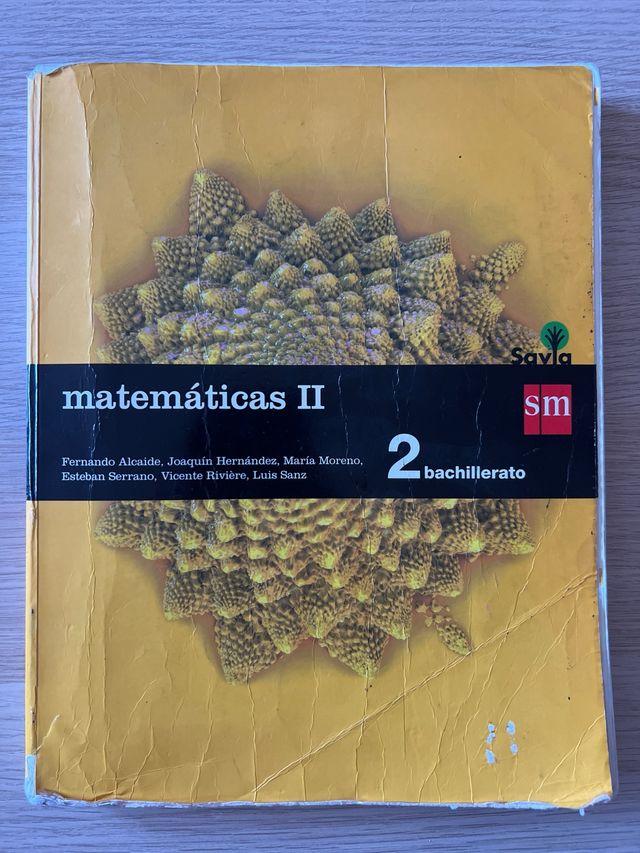 Savia
matemáticas II
sm
Fernando Alcaide, Joaquín Hernández, María Moreno,
Esteban Serrano, Vicente Rivière, Luis Sanz
2 bachillerato